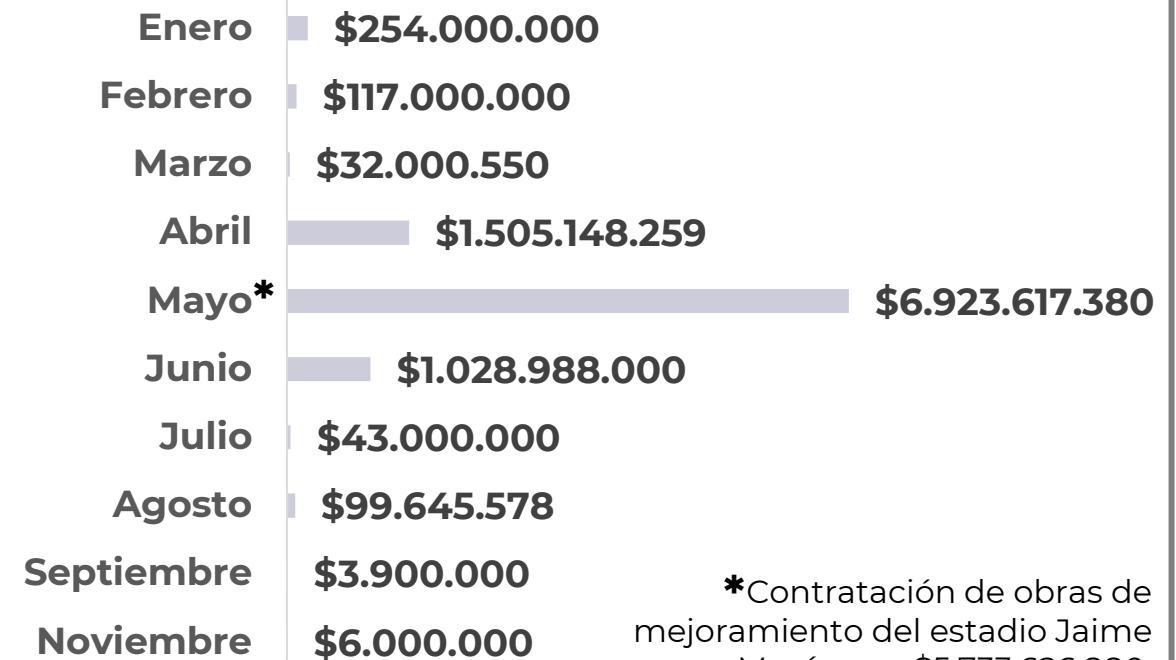 Enero $254.000.000
Febrero $117.000.000
Marzo $32.000.550
Abril $1.505.148.259
Mayo* $6.923.617.380
Junio $1.028.988.000
Julio $43.000.000
Agosto $99.645.578
Septiembre $3.900.000
Noviembre $6.000.000
*Contratación de obras de
mejoramiento del estadio Jaime